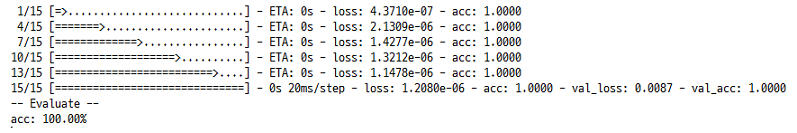 1/15 [=>............................] - ETA: 0s - loss: 4.3710e-07 - acc: 1.0000
4/15 [=======>......................] - ETA: 0s - loss: 2.1309e-06 - acc: 1.0000
7/15 [=============>................] - ETA: 0s - loss: 1.4277e-06 - acc: 1.0000
10/15 [===================>..........] - ETA: 0s - loss: 1.3212e-06 - acc: 1.0000
13/15 [=========================>....] - ETA: 0s - loss: 1.1478e-06 - acc: 1.0000
15/15 [==============================] - 0s 20ms/step - loss: 1.2080e-06 - acc: 1.0000 - val_loss: 0.0087 - val_acc: 1.0000
-- Evaluate --
acc: 100.00%